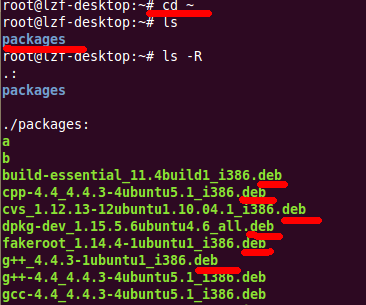 root@lzf-desktop:~# cd ~
root@lzf-desktop:~# ls
packages
root@lzf-desktop:~# ls -R
.:
packages
./packages:
a
b
build-essential_11.4build1_i386.deb
cpp-4.4_4.4.3-4ubuntu5.1_i386.deb
cvs_1.12.13-12ubuntu1.10.04.1_i386.deb
dpkg-dev_1.15.5.6ubuntu4.6_all.deb
fakeroot_1.14.4-1ubuntu1_i386.deb
g++_4.4.3-1ubuntu1_i386.deb
g++-4.4_4.4.3-4ubuntu5.1_i386.deb
gcc-4.4_4.4.3-4ubuntu5.1_i386.deb